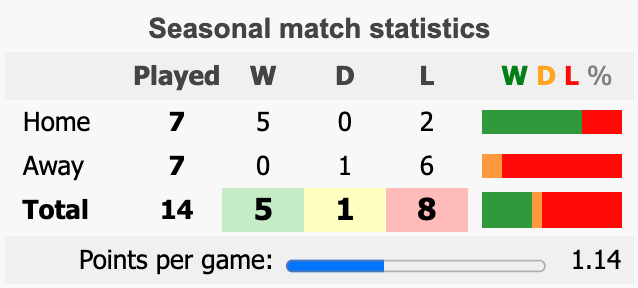 Seasonal match statistics
Played W D L W D L %
Home 7 5 0 2
Away 7 0 1 6
Total 14 5 1 8
Points per game: 1.14